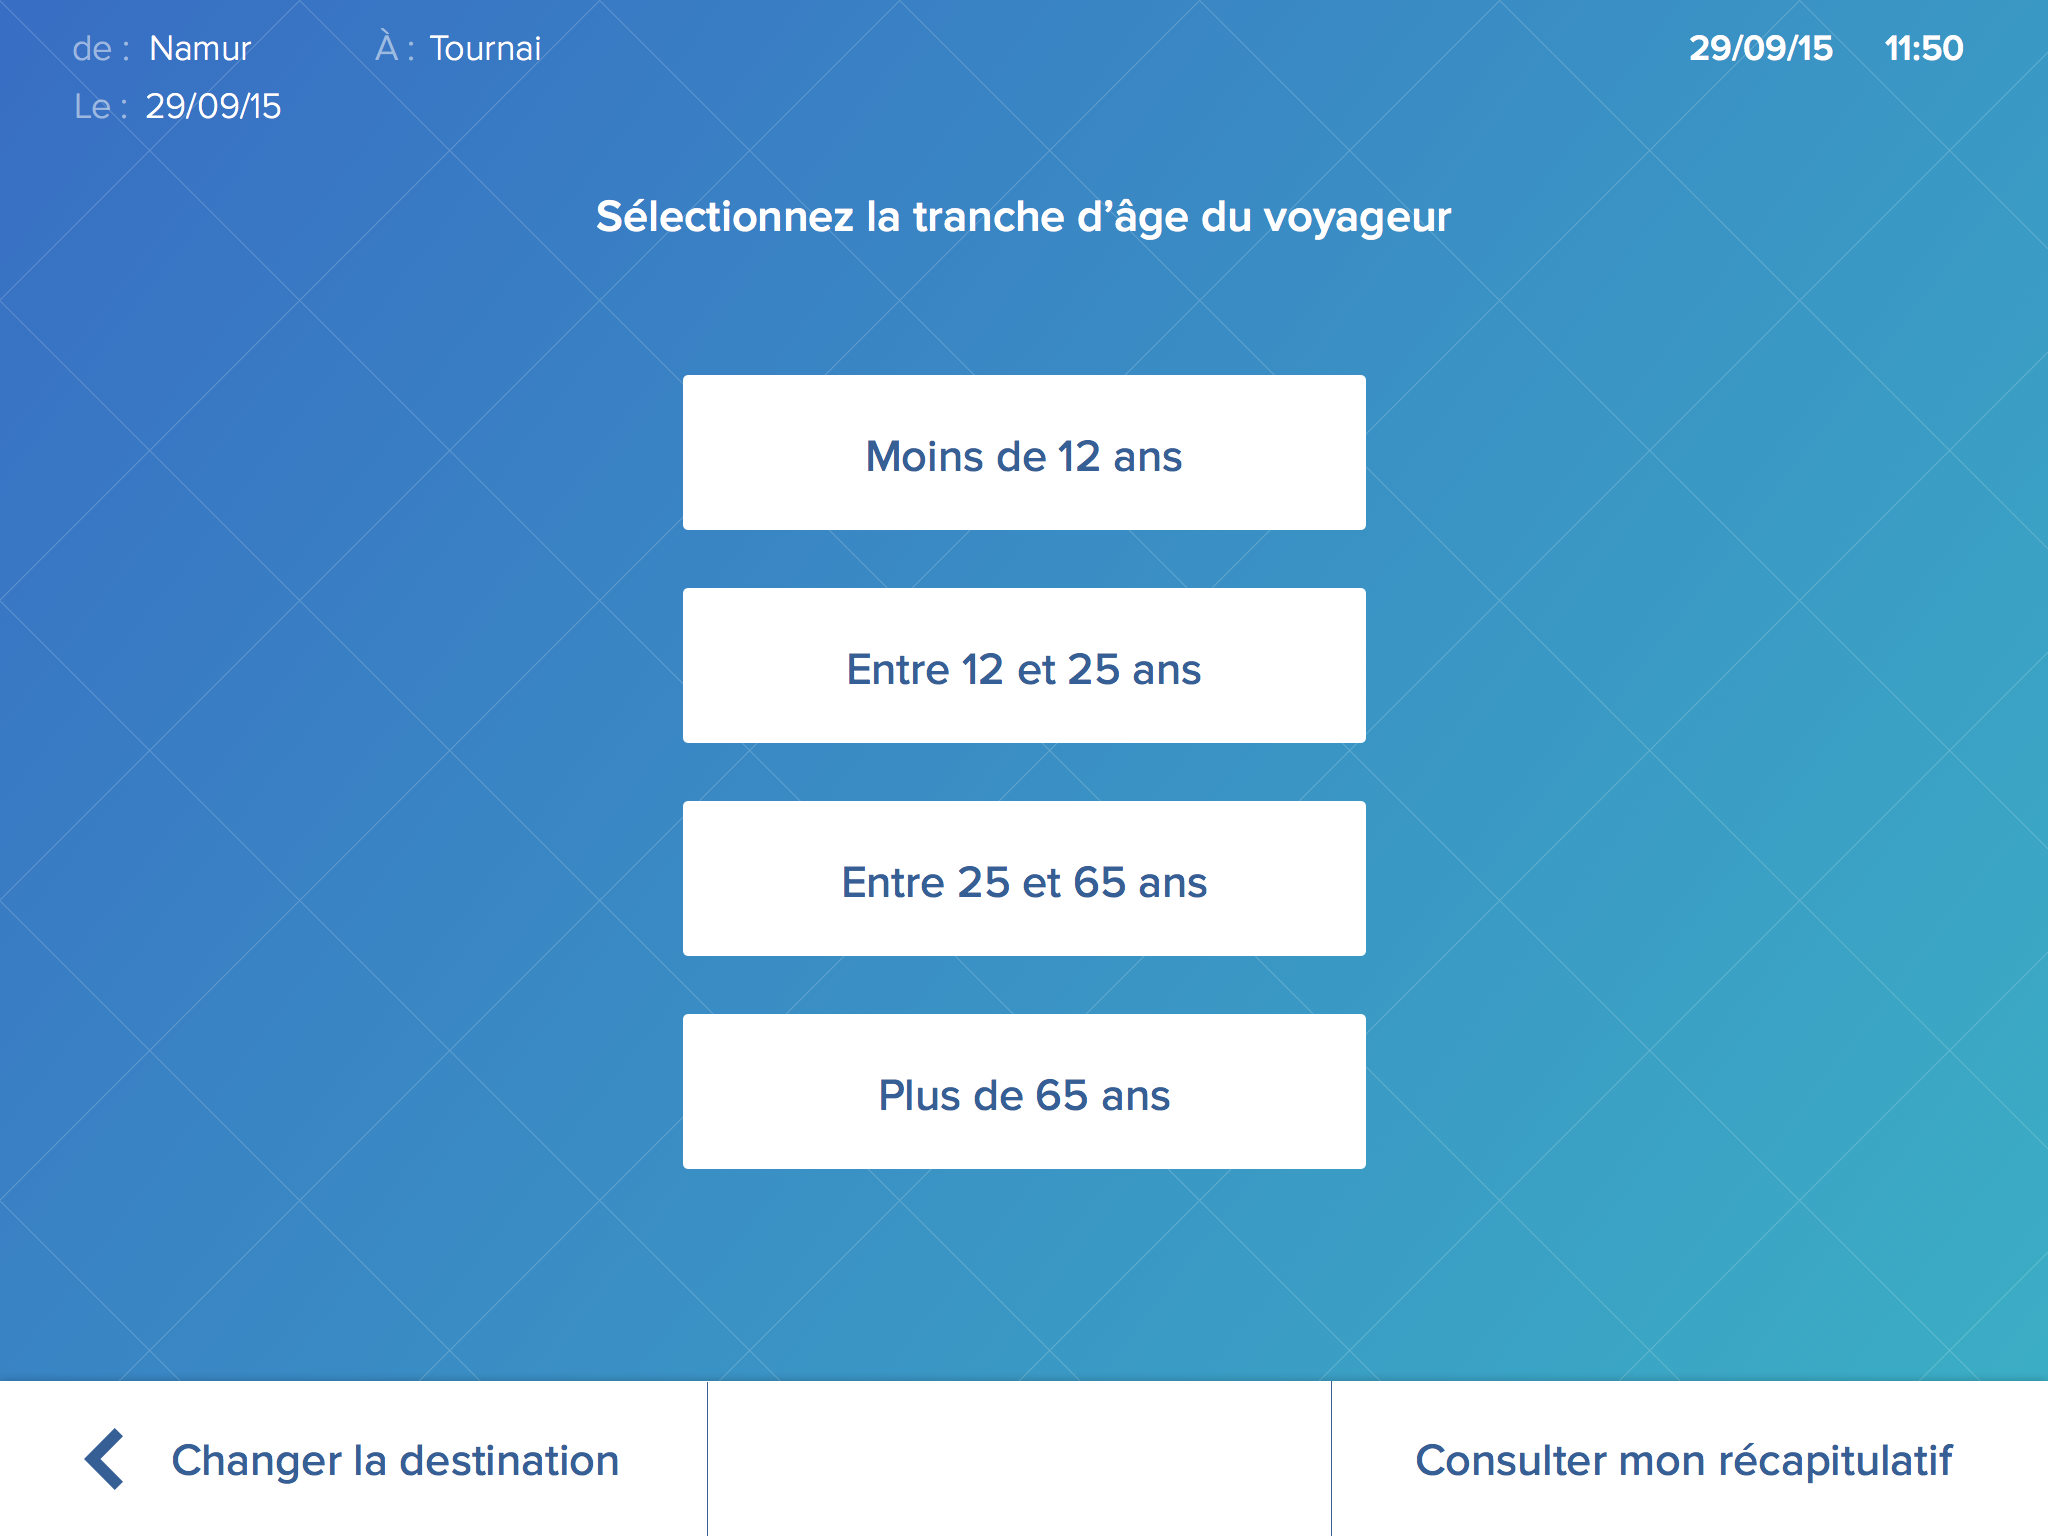 de : Namur À : Tournai 29/09/15 11:50
Le : 29/09/15
Sélectionnez la tranche d’âge du voyageur
Moins de 12 ans
Entre 12 et 25 ans
Entre 25 et 65 ans
Plus de 65 ans
Changer la destination Consulter mon récapitulatif